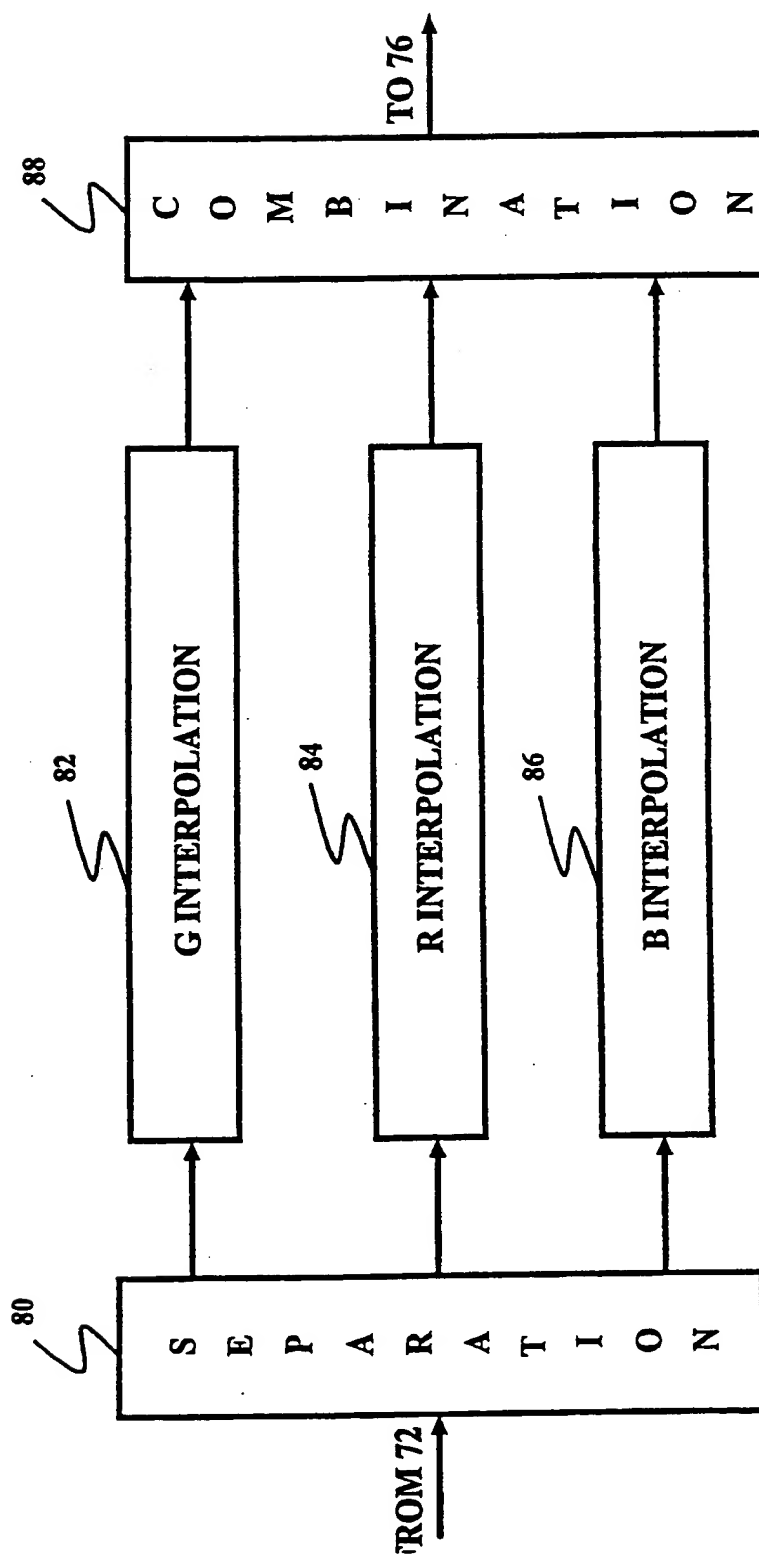 80
SEPARATION
FROM 72
82
G INTERPOLATION
84
R INTERPOLATION
86
B INTERPOLATION
88
COMBINATION
TO 76